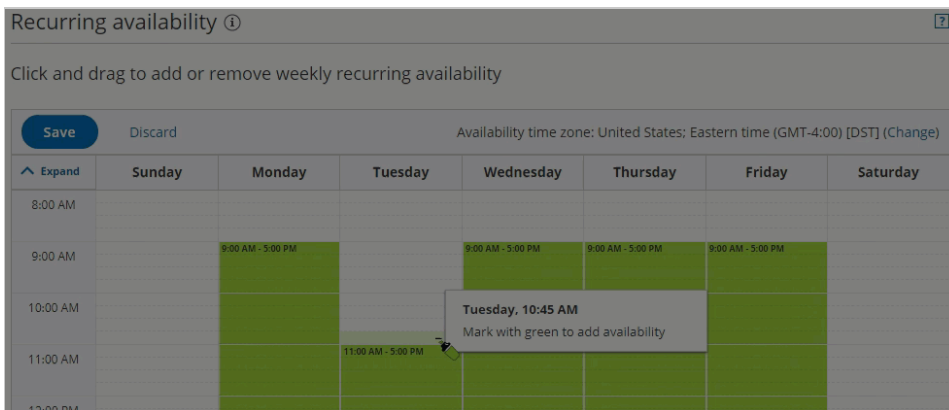 Recurring availability ⓘ
?
Click and drag to add or remove weekly recurring availability
Save Discard Availability time zone: United States; Eastern time (GMT-4:00) [DST] (Change)
Expand Sunday Monday Tuesday Wednesday Thursday Friday Saturday
8:00 AM
9:00 AM - 5:00 PM 9:00 AM - 5:00 PM 9:00 AM - 5:00 PM 9:00 AM - 5:00 PM
9:00 AM
10:00 AM
Tuesday, 10:45 AM
Mark with green to add availability
11:00 AM - 5:00 PM
11:00 AM
12:00 PM